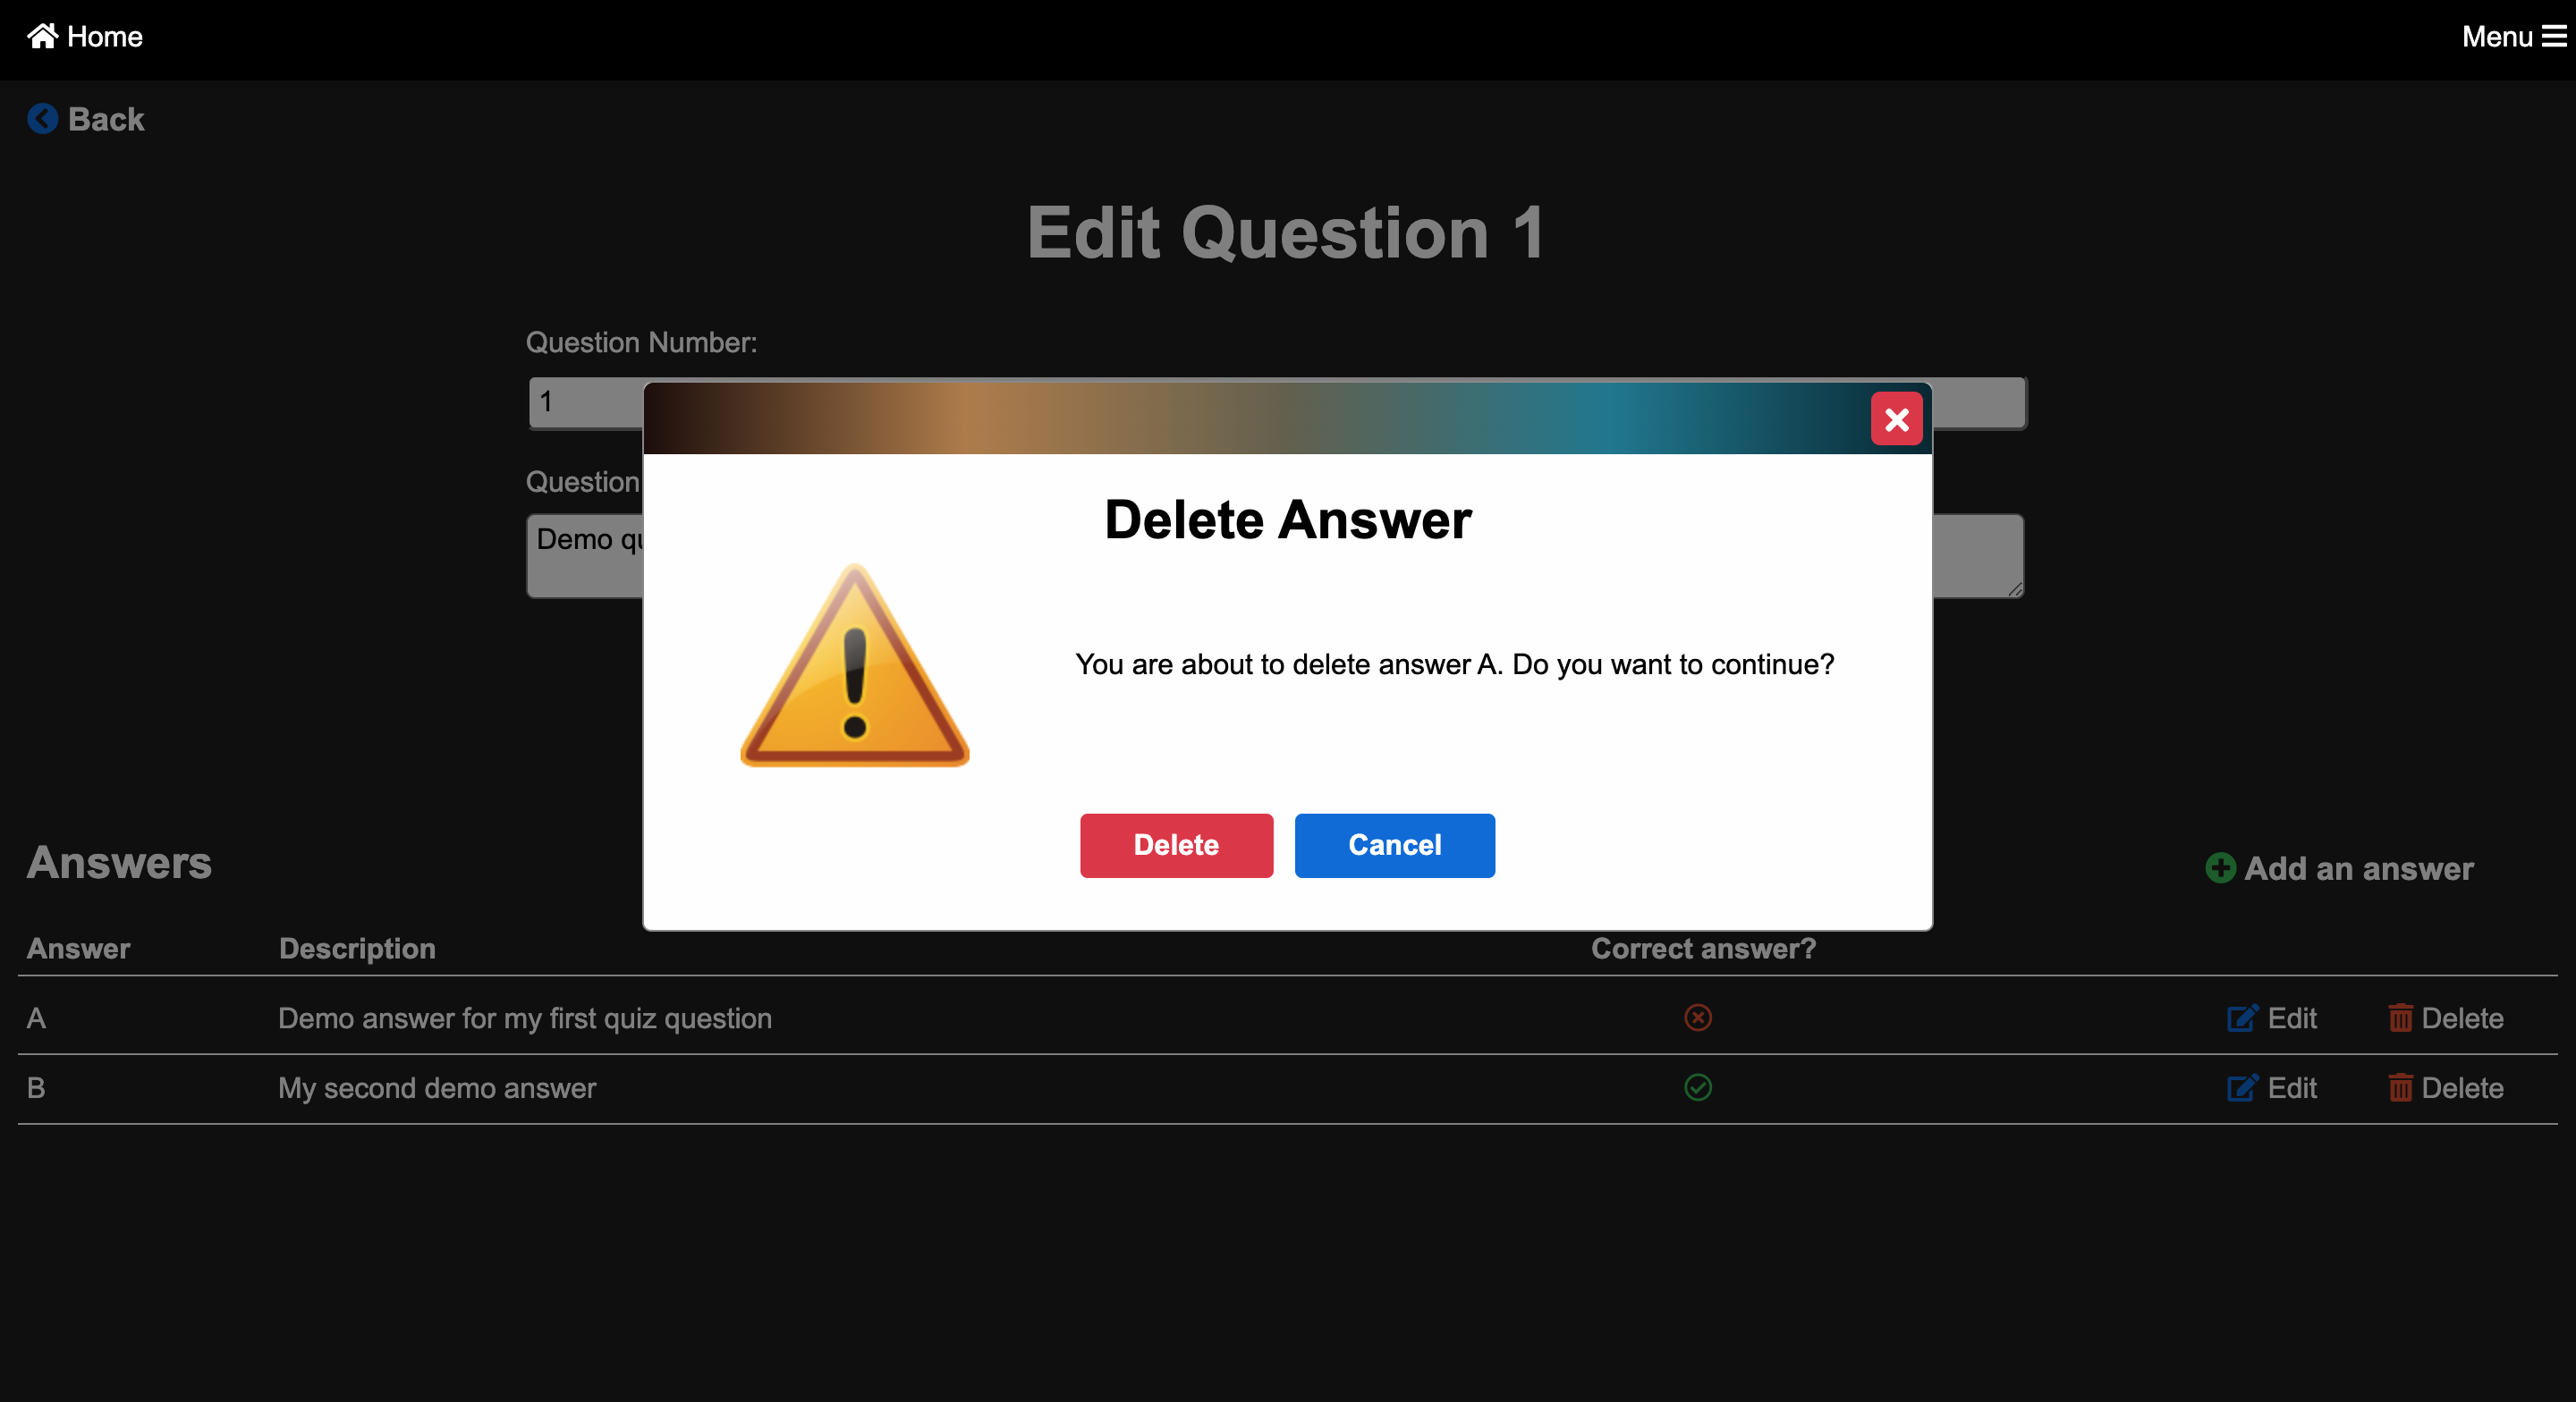 Home
Menu
Back
Edit Question 1
Question Number:
1
Question
Demo
Delete Answer
You are about to delete answer A. Do you want to continue?
Delete
Cancel
Answers
Add an answer
Answer
Description
Correct answer?
A
Demo answer for my first quiz question
Edit
Delete
B
My second demo answer
Edit
Delete